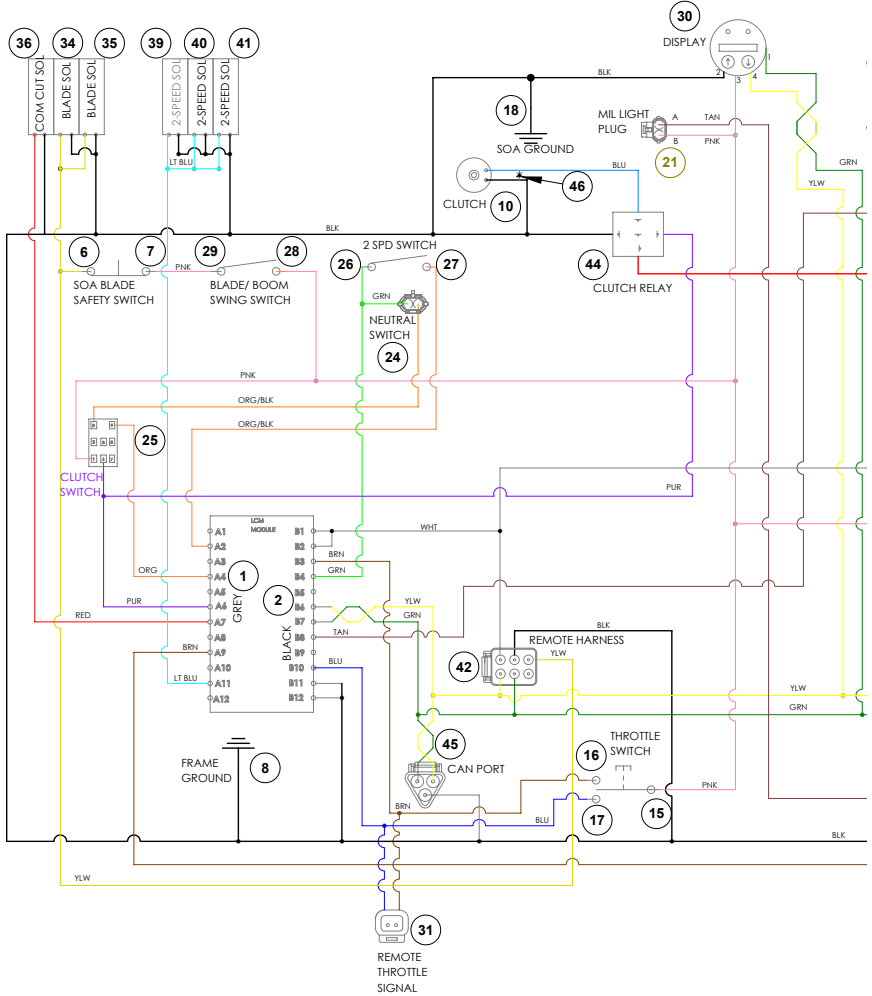 30
36
34
35
39
40
41
DISPLAY
1
2
3
4
COM CUT SOL
BLADE SOL
BLADE SOL
2-SPEED SOL
2-SPEED SOL
2-SPEED SOL
BLK
18
MIL LIGHT
PLUG
A
TAN
B
PNK
21
SOA GROUND
LT BLU
GRN
BLU
YLW
46
CLUTCH
10
BLK
6
7
29
28
2 SPD SWITCH
26
27
44
PNK
SOA BLADE
SAFETY SWITCH
BLADE/ BOOM
SWING SWITCH
CLUTCH RELAY
GRN
NEUTRAL
SWITCH
24
PNK
ORG/BLK
ORG/BLK
25
CLUTCH
SWITCH
PUR
LCM
MODULE
A1
A2
A3
A4
A5
A6
A7
A8
A9
A10
A11
A12
B1
B2
B3
B4
B5
B6
B7
B8
B9
B10
B11
B12
GREY
BLACK
1
2
WHT
BRN
GRN
ORG
YLW
GRN
PUR
RED
TAN
BRN
BLU
LT BLU
BLK
REMOTE HARNESS
42
YLW
YLW
GRN
FRAME
GROUND
8
45
CAN PORT
THROTTLE
SWITCH
16
PNK
BRN
BLU
17
15
BLK
YLW
31
REMOTE
THROTTLE
SIGNAL